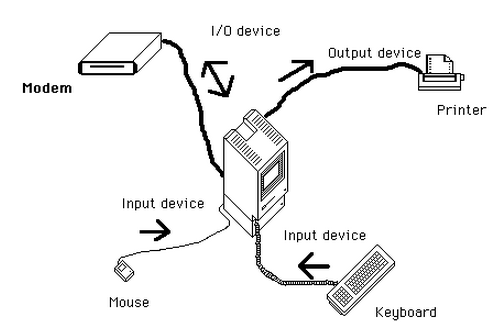 I/O device
Output device
Modem
Printer
Input device
Input device
Mouse
Keyboard